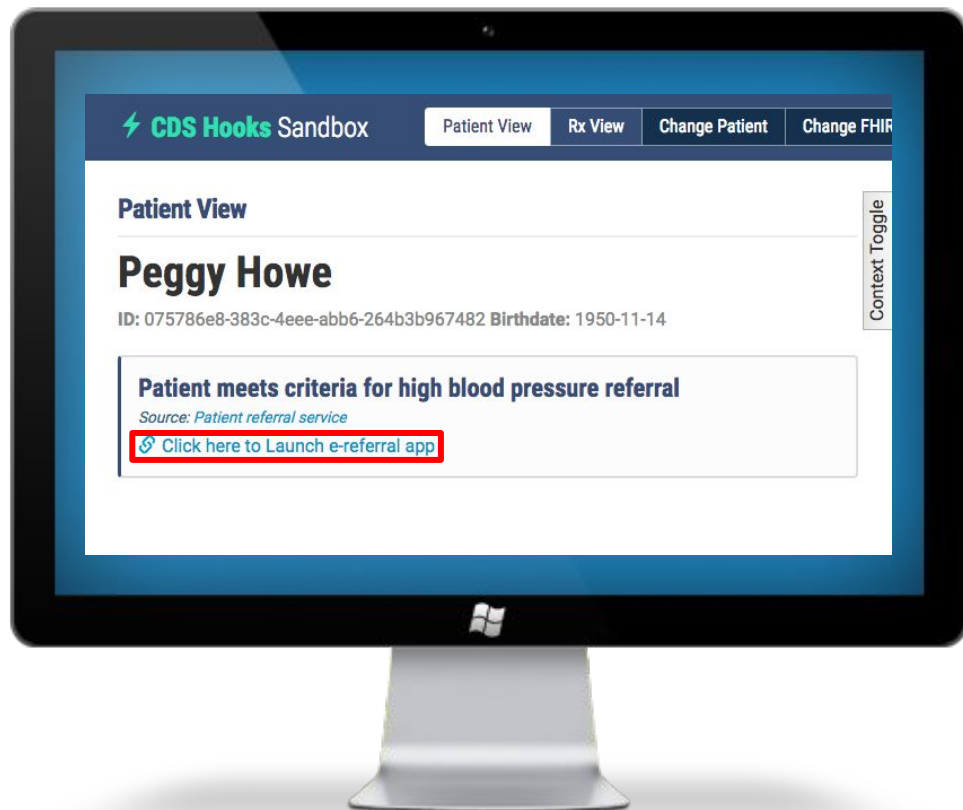 CDS Hooks Sandbox
Patient View
Rx View
Change Patient
Change FHIR
Context Toggle
Patient View
Peggy Howe
ID: 075786e8-383c-4eee-abb6-264b3b967482 Birthdate: 1950-11-14
Patient meets criteria for high blood pressure referral
Source: Patient referral service
Click here to Launch e-referral app